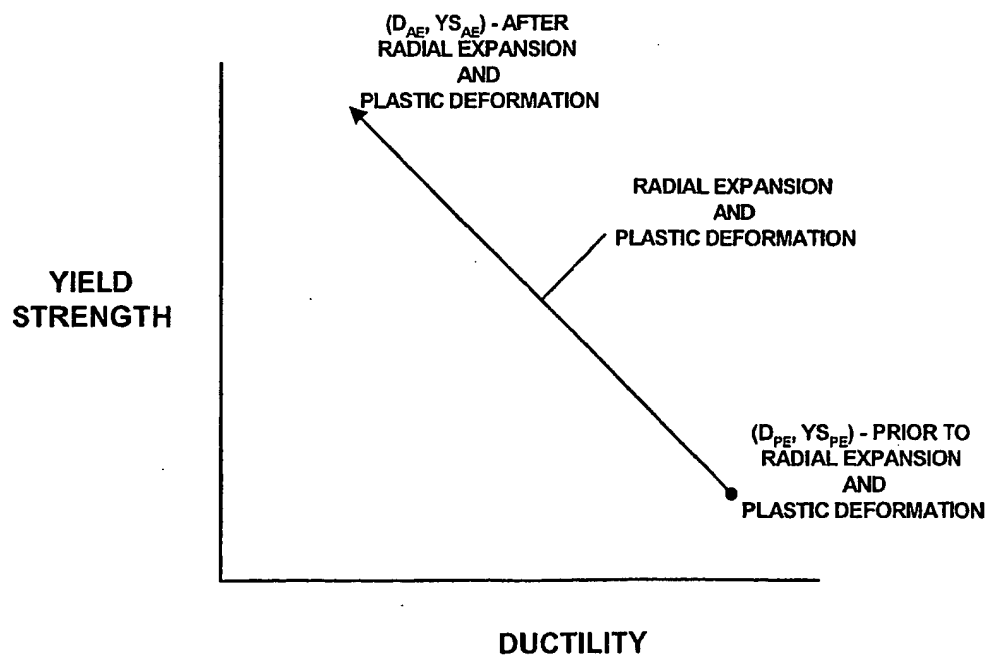 (D_AE, YS_AE) - AFTER
RADIAL EXPANSION
AND
PLASTIC DEFORMATION
RADIAL EXPANSION
AND
PLASTIC DEFORMATION
YIELD
STRENGTH
(D_PE, YS_PE) - PRIOR TO
RADIAL EXPANSION
AND
PLASTIC DEFORMATION
DUCTILITY